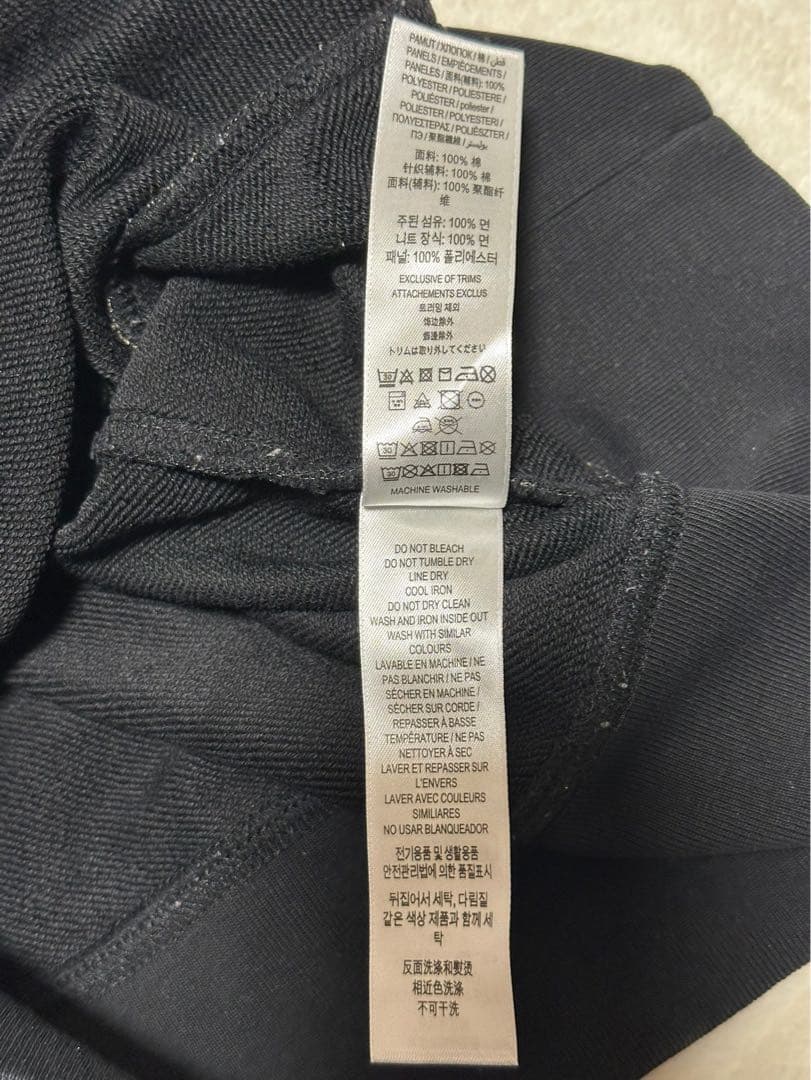 PAMUT / ХЛОПОК / 棉 / قطن
PANELS / EMPIÈCEMENTS /
PANELES / 面料(辅料): 100%
POLYESTER / POLIESTERE /
POLIÉSTER / poliester /
POLIESTER / POLYESTERI /
ΠΟΛΥΕΣΤΕΡΑΣ / POLIÉSZTER /
ПЭ / 聚酯纖維 / بوليستر
面料: 100% 棉
针织辅料: 100% 棉
面料(辅料): 100% 聚酯纤
维
주된 섬유: 100% 면
니트 장식: 100% 면
패널: 100% 폴리에스터
EXCLUSIVE OF TRIMS
ATTACHEMENTS EXCLUS
트리밍 제외
饰边除外
飾邊除外
トリムは取り外してください
MACHINE WASHABLE
DO NOT BLEACH
DO NOT TUMBLE DRY
LINE DRY
COOL IRON
DO NOT DRY CLEAN
WASH AND IRON INSIDE OUT
WASH WITH SIMILAR
COLOURS
LAVABLE EN MACHINE / NE
PAS BLANCHIR / NE PAS
SÉCHER EN MACHINE /
SÉCHER SUR CORDE /
REPASSER À BASSE
TEMPÉRATURE / NE PAS
NETTOYER À SEC
LAVER ET REPASSER SUR
L'ENVERS
LAVER AVEC COULEURS
SIMILIARES
NO USAR BLANQUEADOR
전기용품 및 생활용품
안전관리법에 의한 품질표시
뒤집어서 세탁, 다림질
같은 색상 제품과 함께 세
탁
反面洗涤和熨烫
相近色洗涤
不可干洗